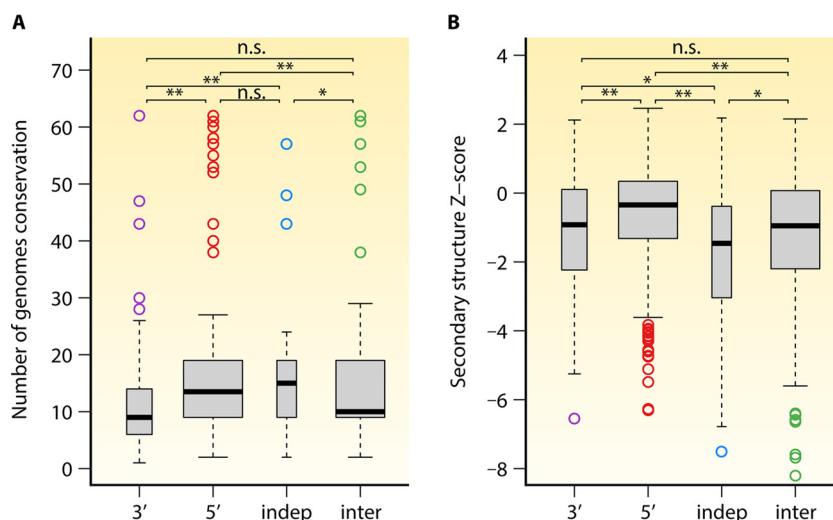 A
n.s.
**
**
** n.s. *
Number of genomes conservation
70
60
50
40
30
20
10
0
3′ 5′ indep inter
B
n.s.
**
*
** ** *
Secondary structure Z–score
4
2
0
−2
−4
−6
−8
3′ 5′ indep inter